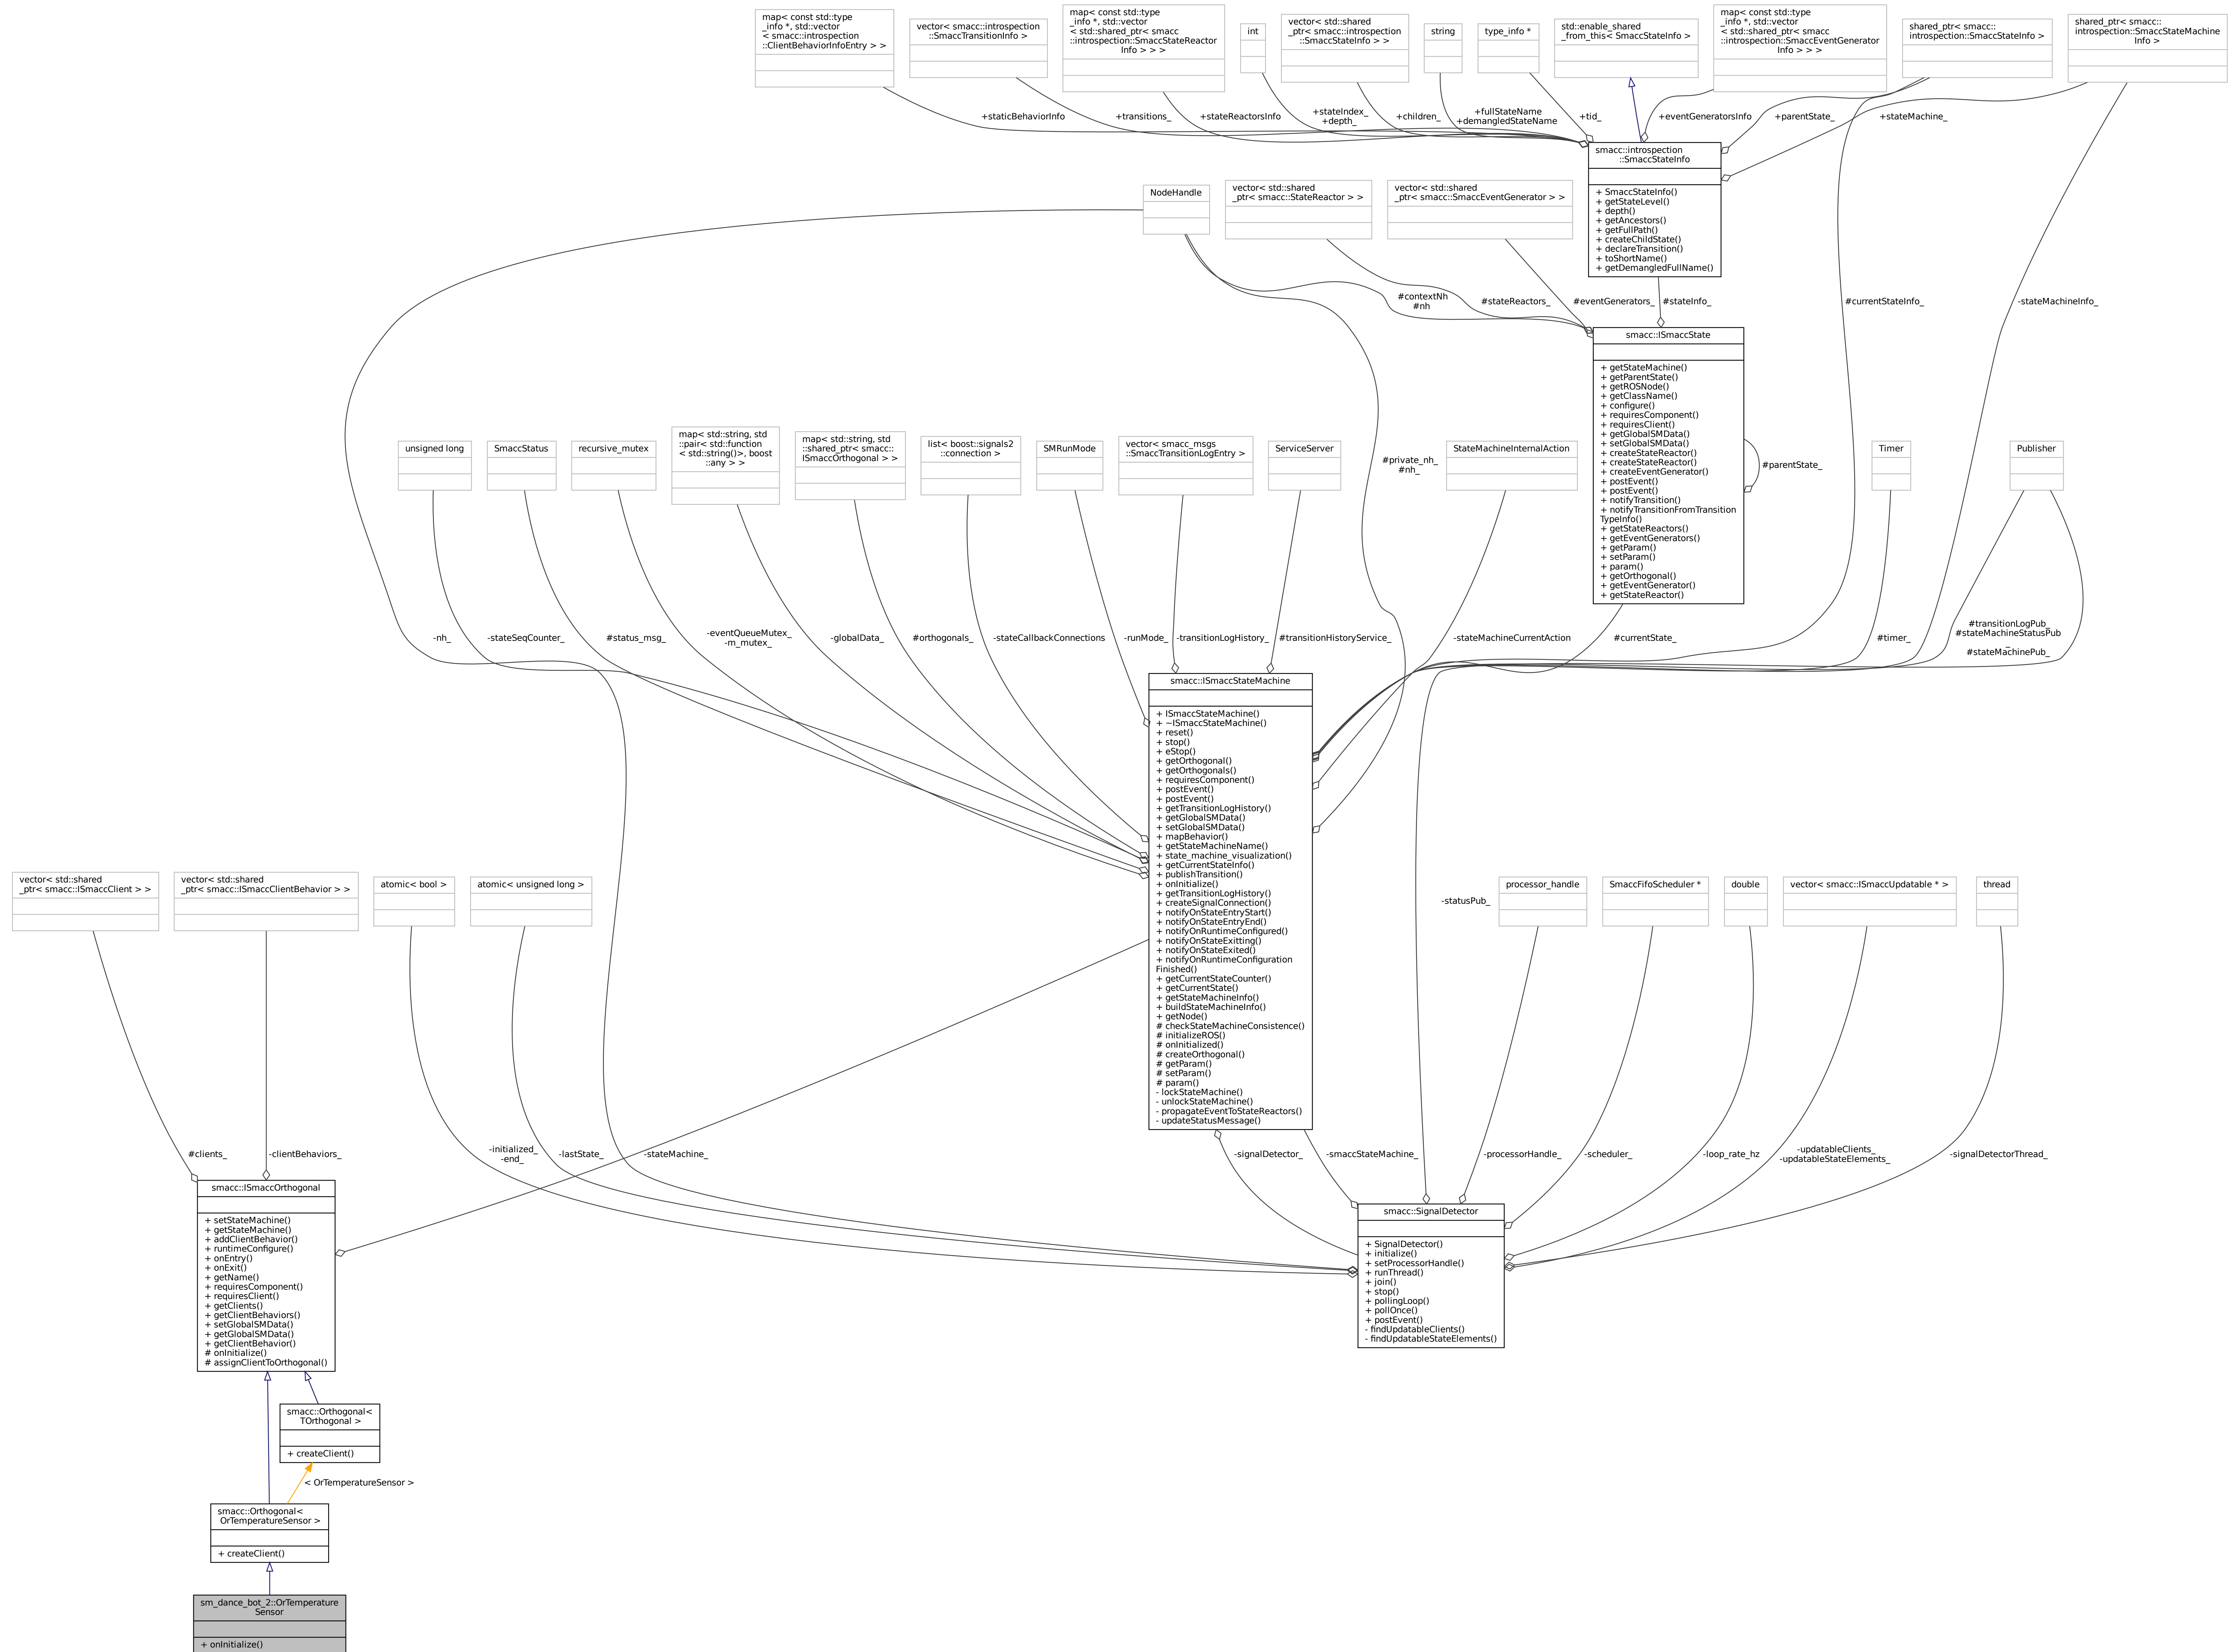 map< const std::type
_info *, std::vector
< smacc::introspection
::ClientBehaviorInfoEntry > >
vector< smacc::introspection
::SmaccTransitionInfo >
map< const std::type
_info *, std::vector
< std::shared_ptr< smacc
::introspection::SmaccStateReactor
Info > > >
int
vector< std::shared
_ptr< smacc::introspection
::SmaccStateInfo > >
string
type_info *
std::enable_shared
_from_this< SmaccStateInfo >
map< const std::type
_info *, std::vector
< std::shared_ptr< smacc
::introspection::SmaccEventGenerator
Info > > >
shared_ptr< smacc::
introspection::SmaccStateInfo >
shared_ptr< smacc::
introspection::SmaccStateMachine
Info >
+staticBehaviorInfo
+transitions_
+stateReactorsInfo
+stateIndex_
+depth_
+children_
+fullStateName
+demangledStateName
+tid_
+eventGeneratorsInfo
+parentState_
+stateMachine_
smacc::introspection
::SmaccStateInfo
+ SmaccStateInfo()
+ getStateLevel()
+ depth()
+ getAncestors()
+ getFullPath()
+ createChildState()
+ declareTransition()
+ toShortName()
+ getDemangledFullName()
NodeHandle
vector< std::shared
_ptr< smacc::StateReactor > >
vector< std::shared
_ptr< smacc::SmaccEventGenerator > >
#contextNh
#nh
#stateReactors_
#eventGenerators_
#stateInfo_
#currentStateInfo_
-stateMachineInfo_
smacc::ISmaccState
+ getStateMachine()
+ getParentState()
+ getROSNode()
+ getClassName()
+ configure()
+ requiresComponent()
+ requiresClient()
+ getGlobalSMData()
+ setGlobalSMData()
+ createStateReactor()
+ createStateReactor()
+ createEventGenerator()
+ postEvent()
+ postEvent()
+ notifyTransition()
+ notifyTransitionFromTransition
TypeInfo()
+ getStateReactors()
+ getEventGenerators()
+ getParam()
+ setParam()
+ param()
+ getOrthogonal()
+ getEventGenerator()
+ getStateReactor()
#parentState_
unsigned long
SmaccStatus
recursive_mutex
map< std::string, std
::pair< std::function
< std::string()>, boost
::any > >
map< std::string, std
::shared_ptr< smacc::
ISmaccOrthogonal > >
list< boost::signals2
::connection >
SMRunMode
vector< smacc_msgs
::SmaccTransitionLogEntry >
ServiceServer
#private_nh_
#nh_
StateMachineInternalAction
Timer
Publisher
-nh_
-stateSeqCounter_
#status_msg_
-eventQueueMutex_
-m_mutex_
-globalData_
#orthogonals_
-stateCallbackConnections
-runMode_
-transitionLogHistory_
#transitionHistoryService_
-stateMachineCurrentAction
#currentState_
#timer_
#transitionLogPub_
#stateMachineStatusPub
_
#stateMachinePub_
smacc::ISmaccStateMachine
+ ISmaccStateMachine()
+ ~ISmaccStateMachine()
+ reset()
+ stop()
+ eStop()
+ getOrthogonal()
+ getOrthogonals()
+ requiresComponent()
+ postEvent()
+ postEvent()
+ getTransitionLogHistory()
+ getGlobalSMData()
+ setGlobalSMData()
+ mapBehavior()
+ getStateMachineName()
+ state_machine_visualization()
+ getCurrentStateInfo()
+ publishTransition()
+ onInitialize()
+ getTransitionLogHistory()
+ createSignalConnection()
+ notifyOnStateEntryStart()
+ notifyOnStateEntryEnd()
+ notifyOnRuntimeConfigured()
+ notifyOnStateExitting()
+ notifyOnStateExited()
+ notifyOnRuntimeConfiguration
Finished()
+ getCurrentStateCounter()
+ getCurrentState()
+ getStateMachineInfo()
+ buildStateMachineInfo()
+ getNode()
# checkStateMachineConsistence()
# initializeROS()
# onInitialized()
# createOrthogonal()
# getParam()
# setParam()
# param()
- lockStateMachine()
- unlockStateMachine()
- propagateEventToStateReactors()
- updateStatusMessage()
vector< std::shared
_ptr< smacc::ISmaccClient > >
vector< std::shared
_ptr< smacc::ISmaccClientBehavior > >
atomic< bool >
atomic< unsigned long >
-statusPub_
processor_handle
SmaccFifoScheduler *
double
vector< smacc::ISmaccUpdatable * >
thread
#clients_
-clientBehaviors_
-initialized_
-end_
-lastState_
-stateMachine_
-signalDetector_
-smaccStateMachine_
-processorHandle_
-scheduler_
-loop_rate_hz
-updatableClients_
-updatableStateElements_
-signalDetectorThread_
smacc::ISmaccOrthogonal
+ setStateMachine()
+ getStateMachine()
+ addClientBehavior()
+ runtimeConfigure()
+ onEntry()
+ onExit()
+ getName()
+ requiresComponent()
+ requiresClient()
+ getClients()
+ getClientBehaviors()
+ setGlobalSMData()
+ getGlobalSMData()
+ getClientBehavior()
# onInitialize()
# assignClientToOrthogonal()
smacc::SignalDetector
+ SignalDetector()
+ initialize()
+ setProcessorHandle()
+ runThread()
+ join()
+ stop()
+ pollingLoop()
+ pollOnce()
+ postEvent()
- findUpdatableClients()
- findUpdatableStateElements()
smacc::Orthogonal<
TOrthogonal >
+ createClient()
< OrTemperatureSensor >
smacc::Orthogonal<
OrTemperatureSensor >
+ createClient()
sm_dance_bot_2::OrTemperature
Sensor
+ onInitialize()